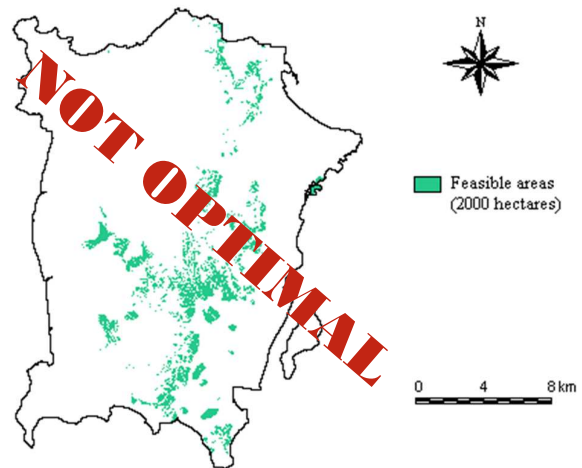 N
NOT OPTIMAL
Feasible areas
(2000 hectares)
0 4 8 km